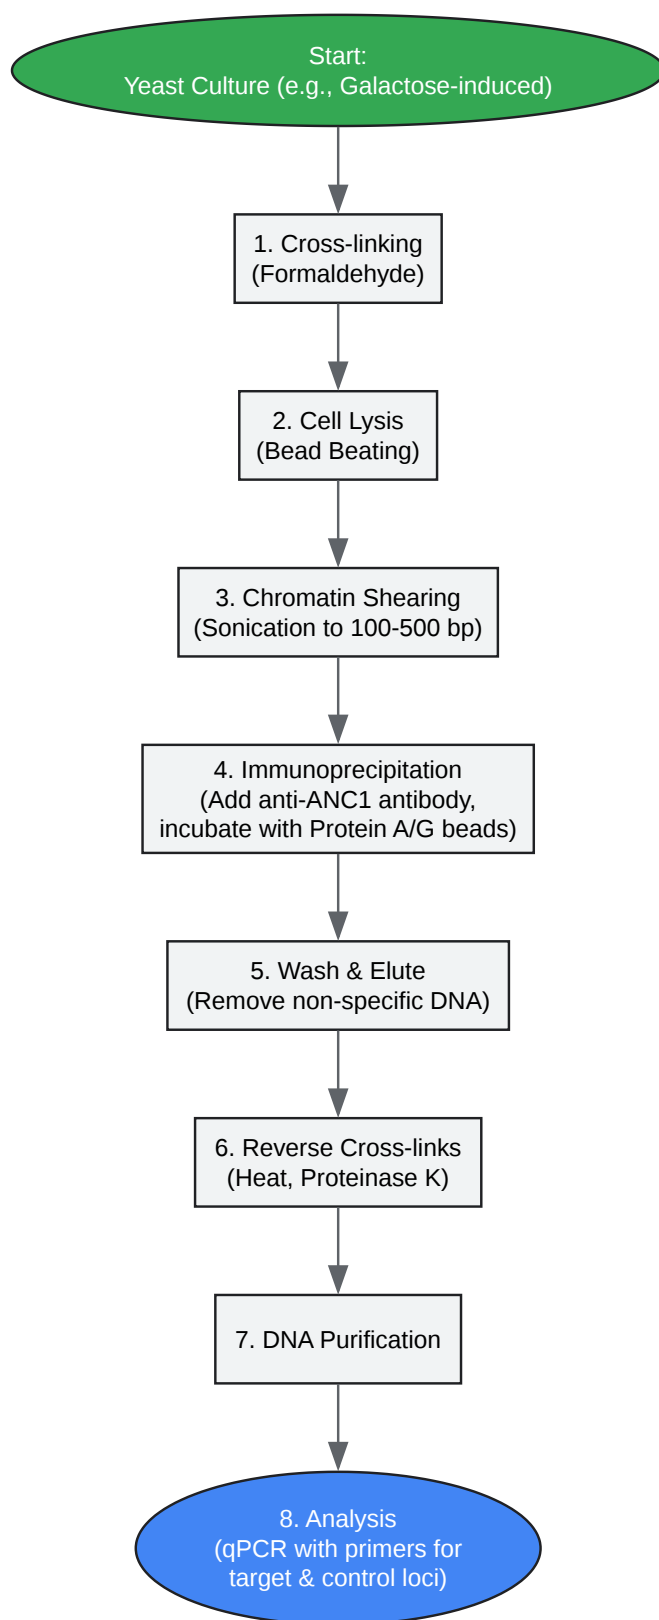 Start:
Yeast Culture (e.g., Galactose-induced)
1. Cross-linking
(Formaldehyde)
2. Cell Lysis
(Bead Beating)
3. Chromatin Shearing
(Sonication to 100-500 bp)
4. Immunoprecipitation
(Add anti-ANC1 antibody,
incubate with Protein A/G beads)
5. Wash & Elute
(Remove non-specific DNA)
6. Reverse Cross-links
(Heat, Proteinase K)
7. DNA Purification
8. Analysis
(qPCR with primers for
target & control loci)